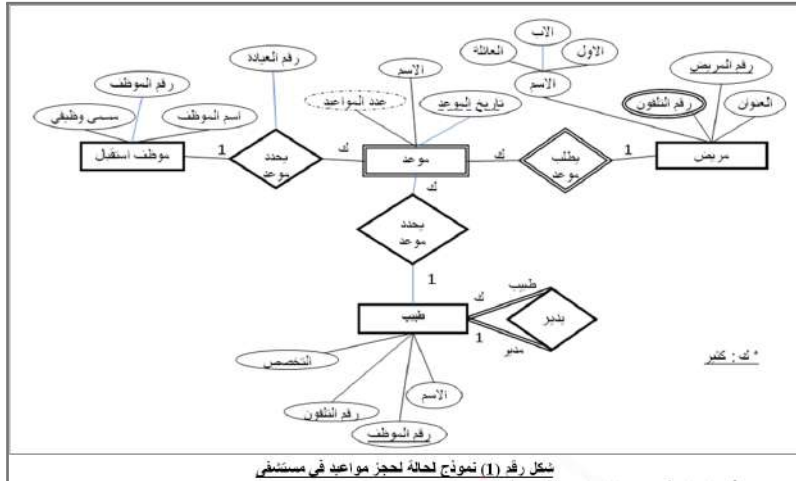 الاب
العائلة
الاول
الاسم
رقم العيادة
الاسم
رقم المريض
رقم الموظف
عدد المواعيد
تاريخ الموعد
رقم التلفون
العنوان
مسمى وظيفي
اسم الموظف
موظف استقبال
1
يحدد
موعد
ك
موعد
ك
يطلب
موعد
1
مريض
ك
يحدد
موعد
1
طبيب
ك
طبيب
يدير
1
مدير
* ك : كثير
التخصص
الاسم
رقم التلفون
رقم الموظف
شكل رقم (1) نموذج لحالة لحجز مواعيد في مستشفى